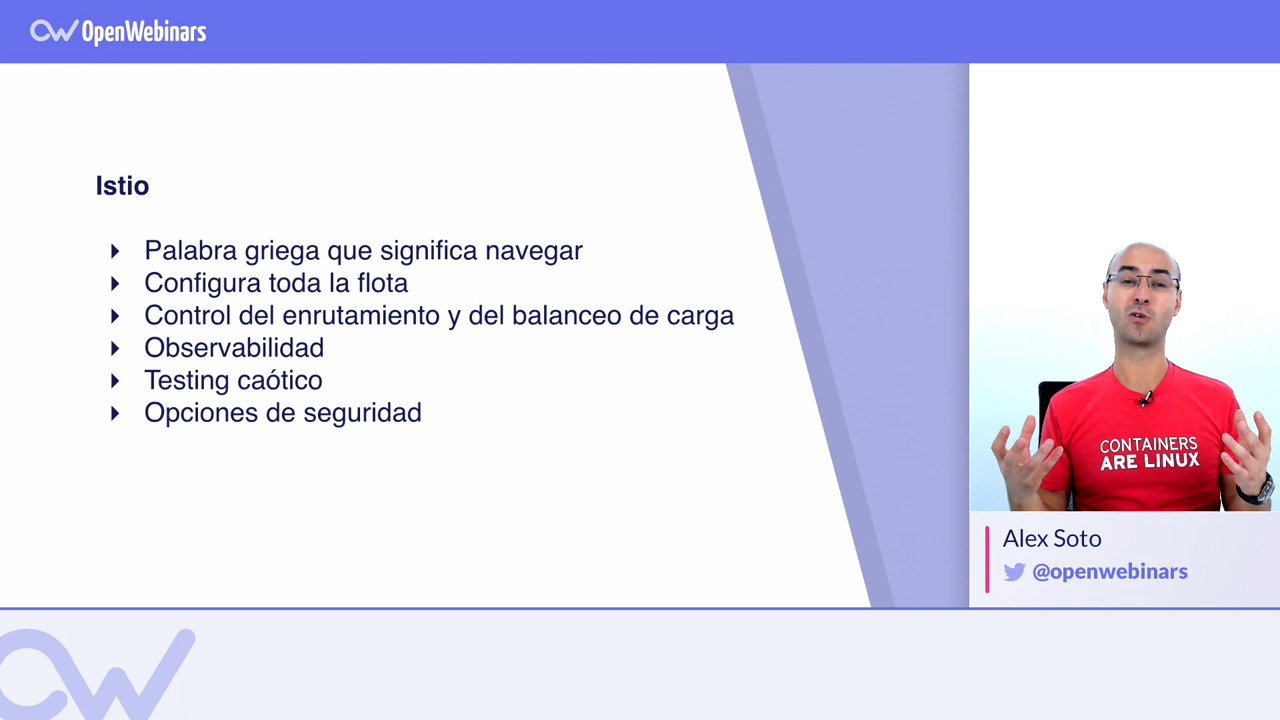 OpenWebinars
Istio
Palabra griega que significa navegar
Configura toda la flota
Control del enrutamiento y del balanceo de carga
Observabilidad
Testing caótico
Opciones de seguridad
CONTAINERS
ARE LINUX
Alex Soto
@openwebinars